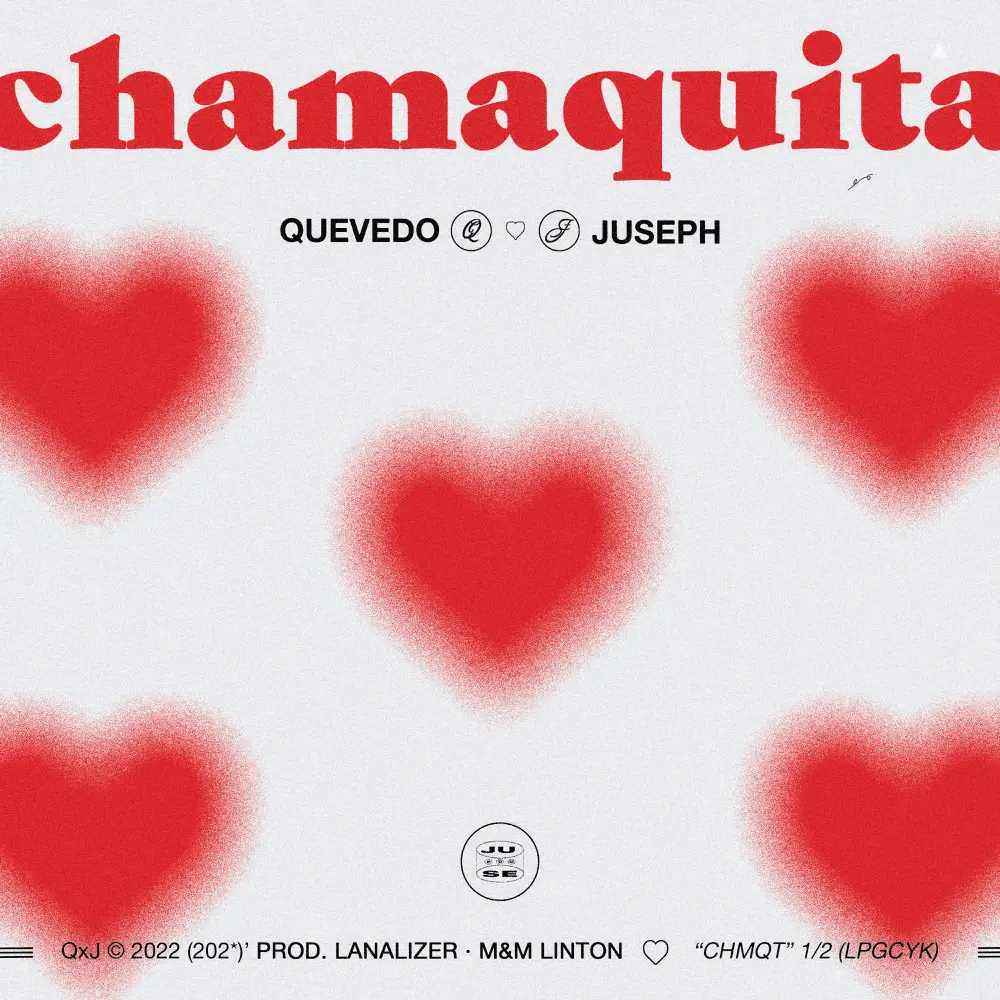 chamaquita
QUEVEDO Q J JUSEPH
JU
SE
QxJ © 2022 (202*)’ PROD. LANALIZER · M&M LINTON “CHMQT” 1/2 (LPGCYK)